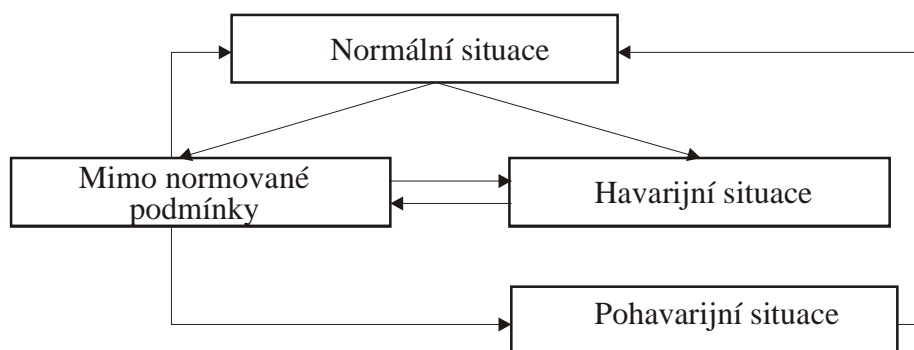 Normální situace
Mimo normované
podmínky
Havarijní situace
Pohavarijní situace